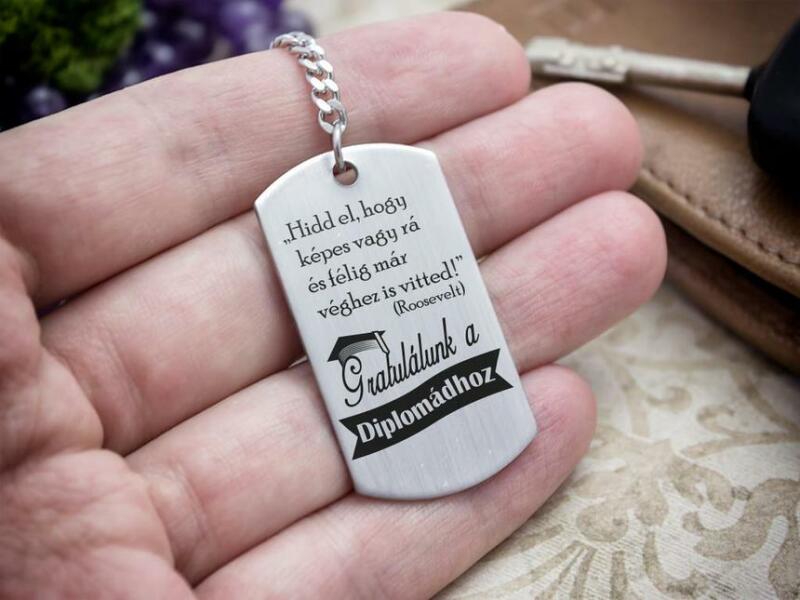 „Hidd el, hogy
képes vagy rá
és félig már
véghez is vitted!”
(Roosevelt)
Gratulálunk a
Diplomádhoz